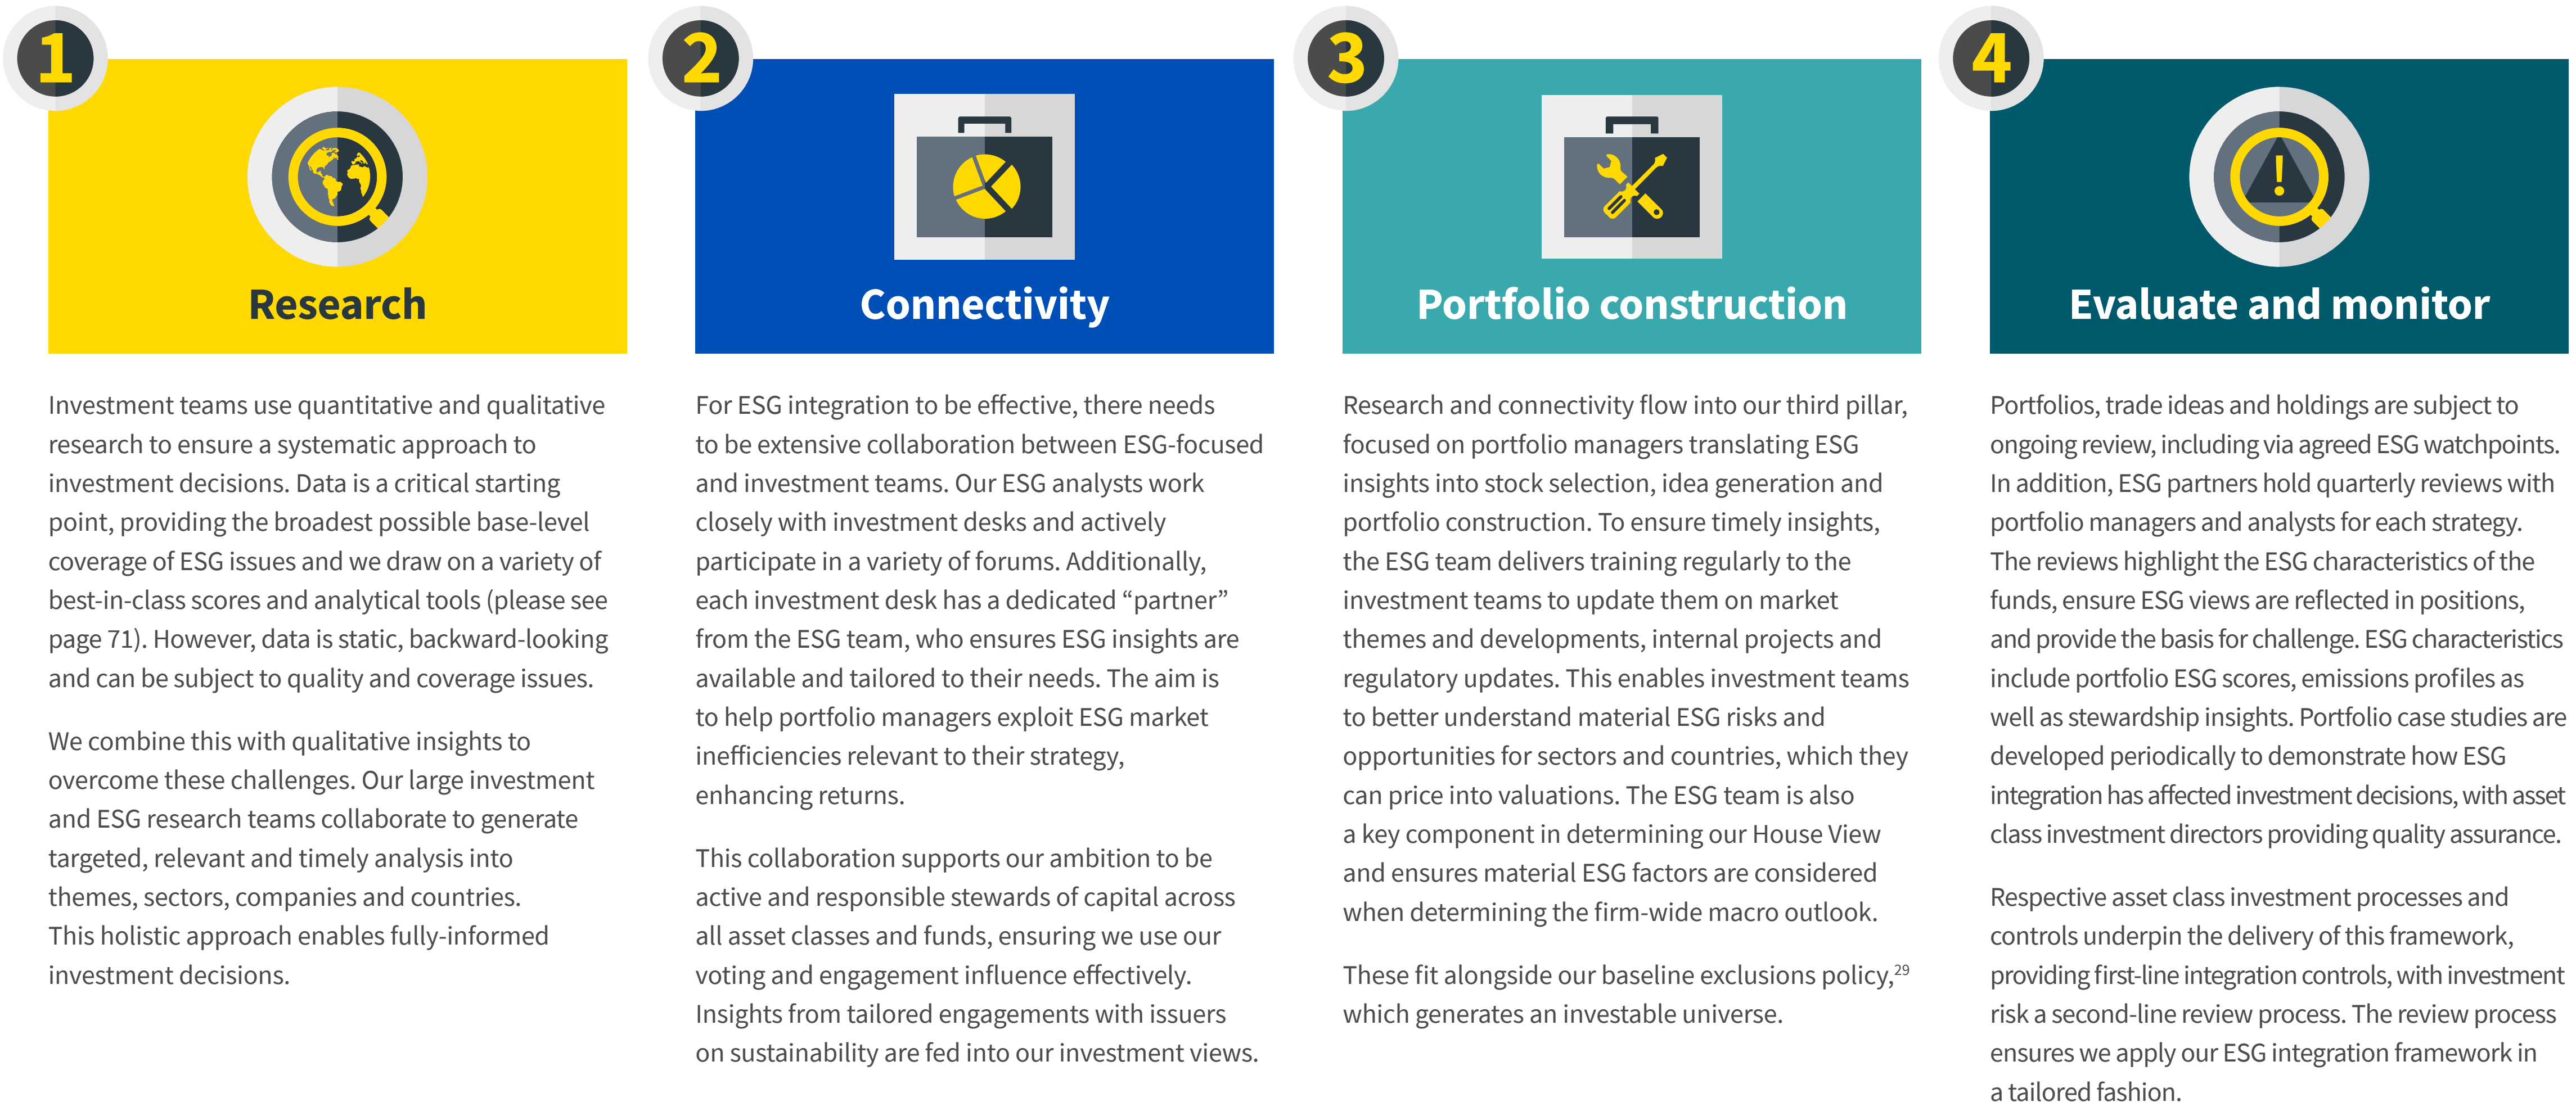 1
Research
Investment teams use quantitative and qualitative
research to ensure a systematic approach to
investment decisions. Data is a critical starting
point, providing the broadest possible base-level
coverage of ESG issues and we draw on a variety of
best-in-class scores and analytical tools (please see
page 71). However, data is static, backward-looking
and can be subject to quality and coverage issues.
We combine this with qualitative insights to
overcome these challenges. Our large investment
and ESG research teams collaborate to generate
targeted, relevant and timely analysis into
themes, sectors, companies and countries.
This holistic approach enables fully-informed
investment decisions.
2
Connectivity
For ESG integration to be effective, there needs
to be extensive collaboration between ESG-focused
and investment teams. Our ESG analysts work
closely with investment desks and actively
participate in a variety of forums. Additionally,
each investment desk has a dedicated “partner”
from the ESG team, who ensures ESG insights are
available and tailored to their needs. The aim is
to help portfolio managers exploit ESG market
inefficiencies relevant to their strategy,
enhancing returns.
This collaboration supports our ambition to be
active and responsible stewards of capital across
all asset classes and funds, ensuring we use our
voting and engagement influence effectively.
Insights from tailored engagements with issuers
on sustainability are fed into our investment views.
3
Portfolio construction
Research and connectivity flow into our third pillar,
focused on portfolio managers translating ESG
insights into stock selection, idea generation and
portfolio construction. To ensure timely insights,
the ESG team delivers training regularly to the
investment teams to update them on market
themes and developments, internal projects and
regulatory updates. This enables investment teams
to better understand material ESG risks and
opportunities for sectors and countries, which they
can price into valuations. The ESG team is also
a key component in determining our House View
and ensures material ESG factors are considered
when determining the firm-wide macro outlook.
These fit alongside our baseline exclusions policy,²⁹
which generates an investable universe.
4
!
Evaluate and monitor
Portfolios, trade ideas and holdings are subject to
ongoing review, including via agreed ESG watchpoints.
In addition, ESG partners hold quarterly reviews with
portfolio managers and analysts for each strategy.
The reviews highlight the ESG characteristics of the
funds, ensure ESG views are reflected in positions,
and provide the basis for challenge. ESG characteristics
include portfolio ESG scores, emissions profiles as
well as stewardship insights. Portfolio case studies are
developed periodically to demonstrate how ESG
integration has affected investment decisions, with asset
class investment directors providing quality assurance.
Respective asset class investment processes and
controls underpin the delivery of this framework,
providing first-line integration controls, with investment
risk a second-line review process. The review process
ensures we apply our ESG integration framework in
a tailored fashion.